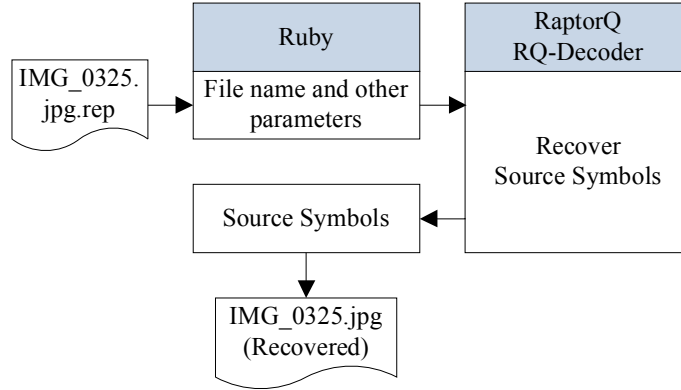 IMG_0325.
jpg.rep
Ruby
File name and other
parameters
RaptorQ
RQ-Decoder
Recover
Source Symbols
Source Symbols
IMG_0325.jpg
(Recovered)